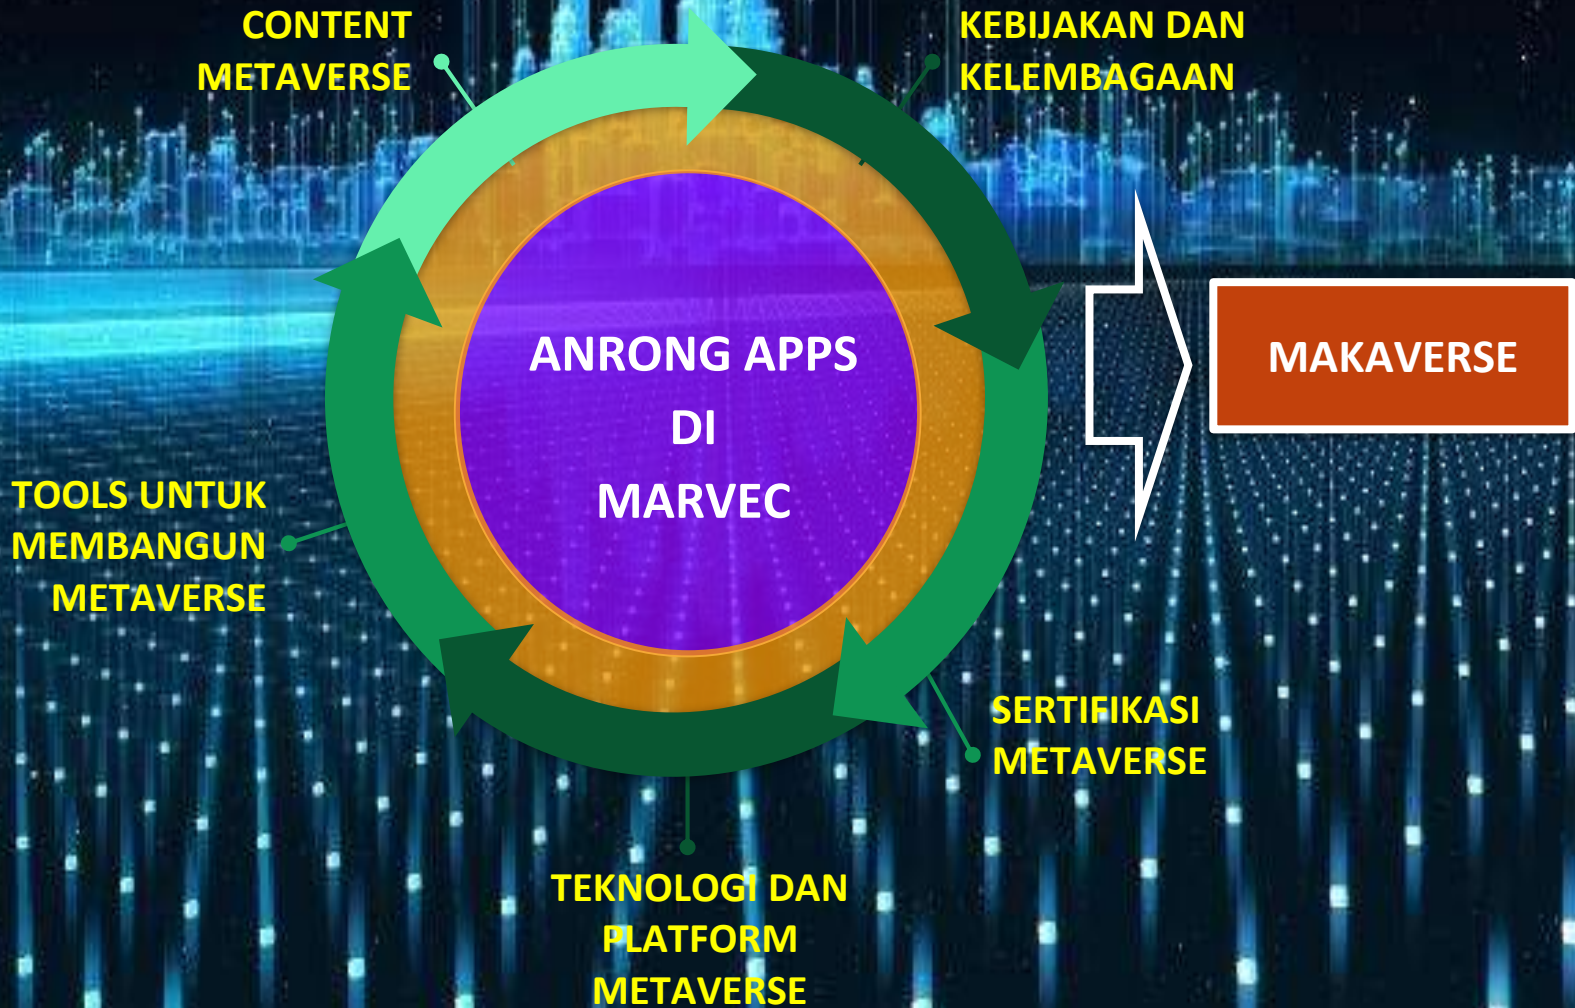 CONTENT
METAVERSE
KEBIJAKAN DAN
KELEMBAGAAN
ANRONG APPS
DI
MARVEC
MAKAVERSE
TOOLS UNTUK
MEMBANGUN
METAVERSE
SERTIFIKASI
METAVERSE
TEKNOLOGI DAN
PLATFORM
METAVERSE